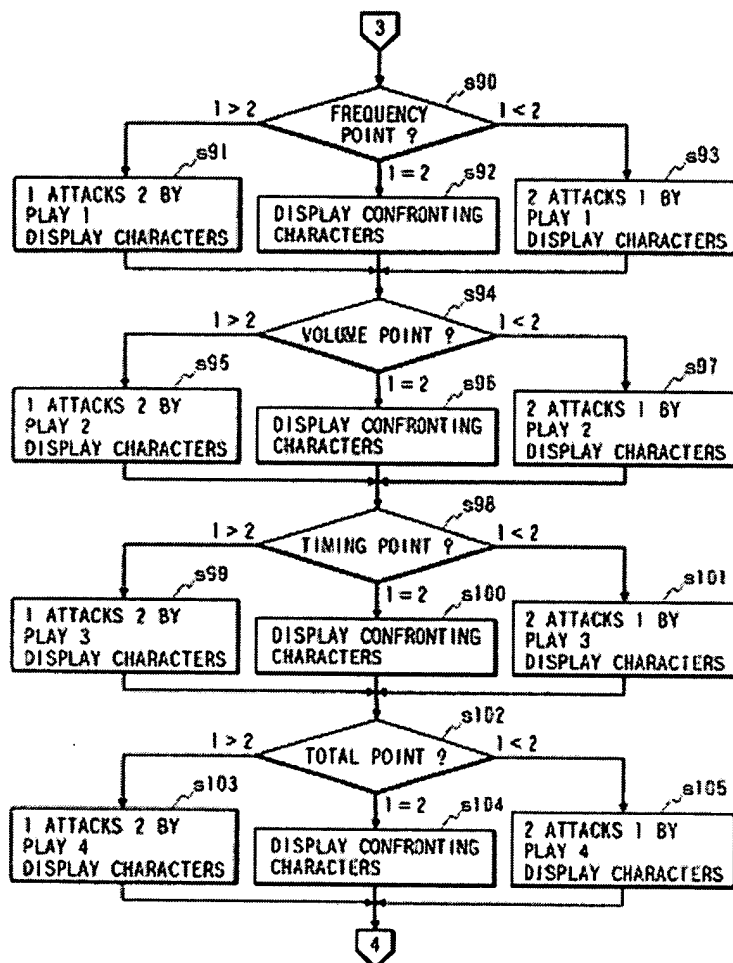 3
s90
1 > 2
FREQUENCY
POINT ?
1 < 2
s91
1 = 2
s92
s93
1 ATTACKS 2 BY
PLAY 1
DISPLAY CHARACTERS
DISPLAY CONFRONTING
CHARACTERS
2 ATTACKS 1 BY
PLAY 1
DISPLAY CHARACTERS
s94
1 > 2
VOLUME POINT ?
1 < 2
s95
1 = 2
s96
s97
1 ATTACKS 2 BY
PLAY 2
DISPLAY CHARACTERS
DISPLAY CONFRONTING
CHARACTERS
2 ATTACKS 1 BY
PLAY 2
DISPLAY CHARACTERS
s98
1 > 2
TIMING POINT ?
1 < 2
s99
1 = 2
s100
s101
1 ATTACKS 2 BY
PLAY 3
DISPLAY CHARACTERS
DISPLAY CONFRONTING
CHARACTERS
2 ATTACKS 1 BY
PLAY 3
DISPLAY CHARACTERS
s102
1 > 2
TOTAL POINT ?
1 < 2
s103
1 = 2
s104
s105
1 ATTACKS 2 BY
PLAY 4
DISPLAY CHARACTERS
DISPLAY CONFRONTING
CHARACTERS
2 ATTACKS 1 BY
PLAY 4
DISPLAY CHARACTERS
4